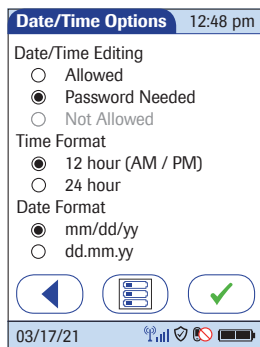 Date/Time Options 12:48 pm
Date/Time Editing
Allowed
Password Needed
Not Allowed
Time Format
12 hour (AM / PM)
24 hour
Date Format
mm/dd/yy
dd.mm.yy
03/17/21